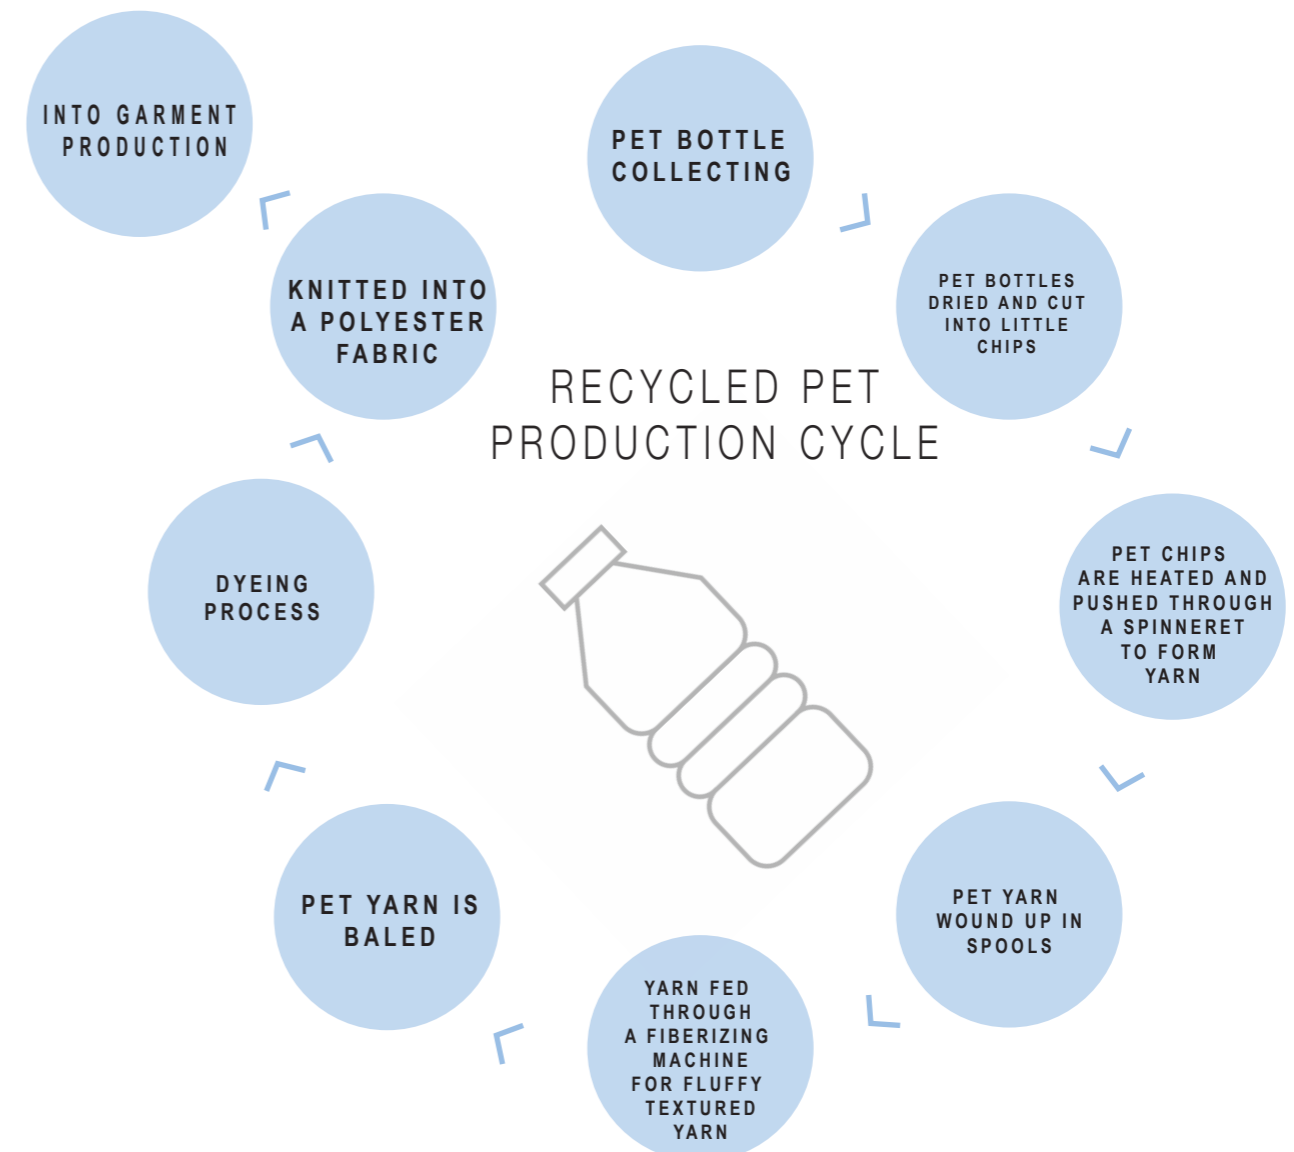 RECYCLED PET
PRODUCTION CYCLE
PET BOTTLE
COLLECTING
PET BOTTLES
DRIED AND CUT
INTO LITTLE
CHIPS
PET CHIPS
ARE HEATED AND
PUSHED THROUGH
A SPINNERET
TO FORM
YARN
PET YARN
WOUND UP IN
SPOOLS
YARN FED
THROUGH
A FIBERIZING
MACHINE
FOR FLUFFY
TEXTURED
YARN
PET YARN IS
BALED
DYEING
PROCESS
KNITTED INTO
A POLYESTER
FABRIC
INTO GARMENT
PRODUCTION